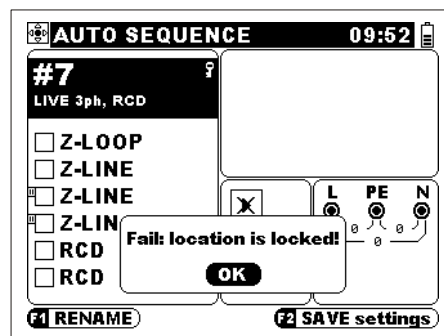 AUTO SEQUENCE 09:52
#7
LIVE 3ph, RCD
Z-LOOP
Z-LINE
Z-LINE
Z-LIN
RCD
RCD
L PE N
0 0
0
Fail: location is locked!
OK
F1 RENAME
F2 SAVE settings